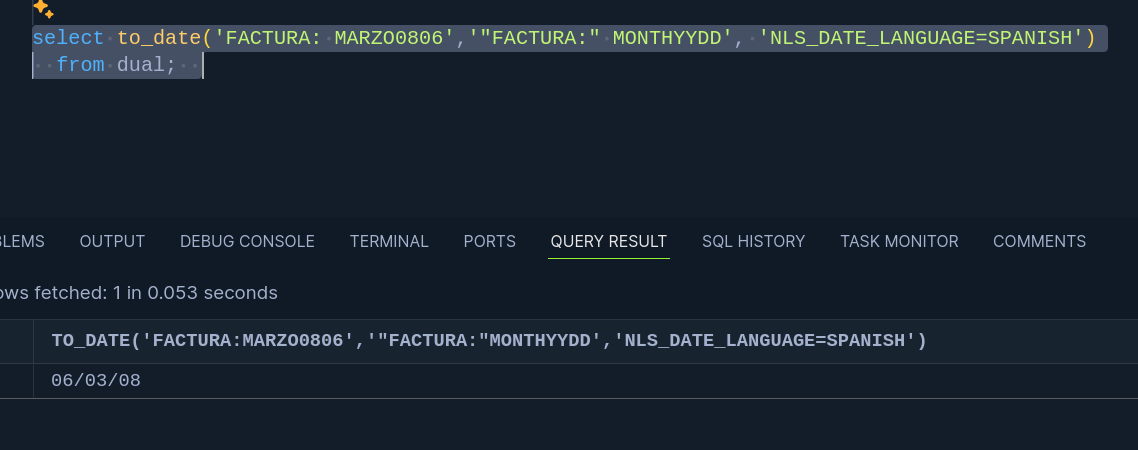 select to_date('FACTURA: MARZO0806','"FACTURA:" MONTHYYDD', 'NLS_DATE_LANGUAGE=SPANISH')
from dual;
BLEMS OUTPUT DEBUG CONSOLE TERMINAL PORTS QUERY RESULT SQL HISTORY TASK MONITOR COMMENTS
ows fetched: 1 in 0.053 seconds
TO_DATE('FACTURA:MARZO0806','"FACTURA:"MONTHYYDD','NLS_DATE_LANGUAGE=SPANISH')
06/03/08